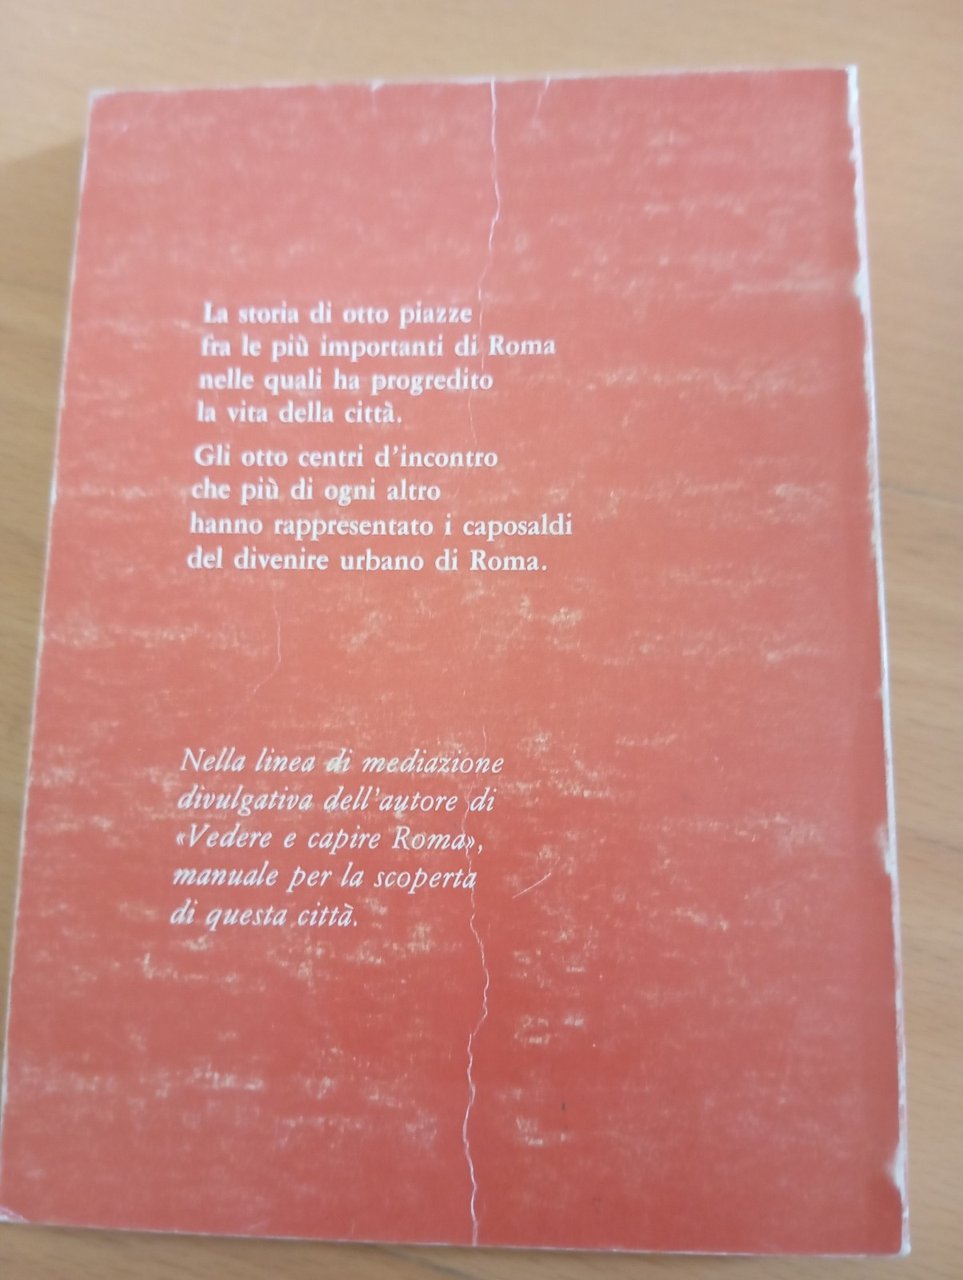 La storia di otto piazze
fra le più importanti di Roma
nelle quali ha progredito
la vita della città.
Gli otto centri d'incontro
che più di ogni altro
hanno rappresentato i caposaldi
del divenire urbano di Roma.
Nella linea di mediazione
divulgativa dell'autore di
«Vedere e capire Roma»,
manuale per la scoperta
di questa città.